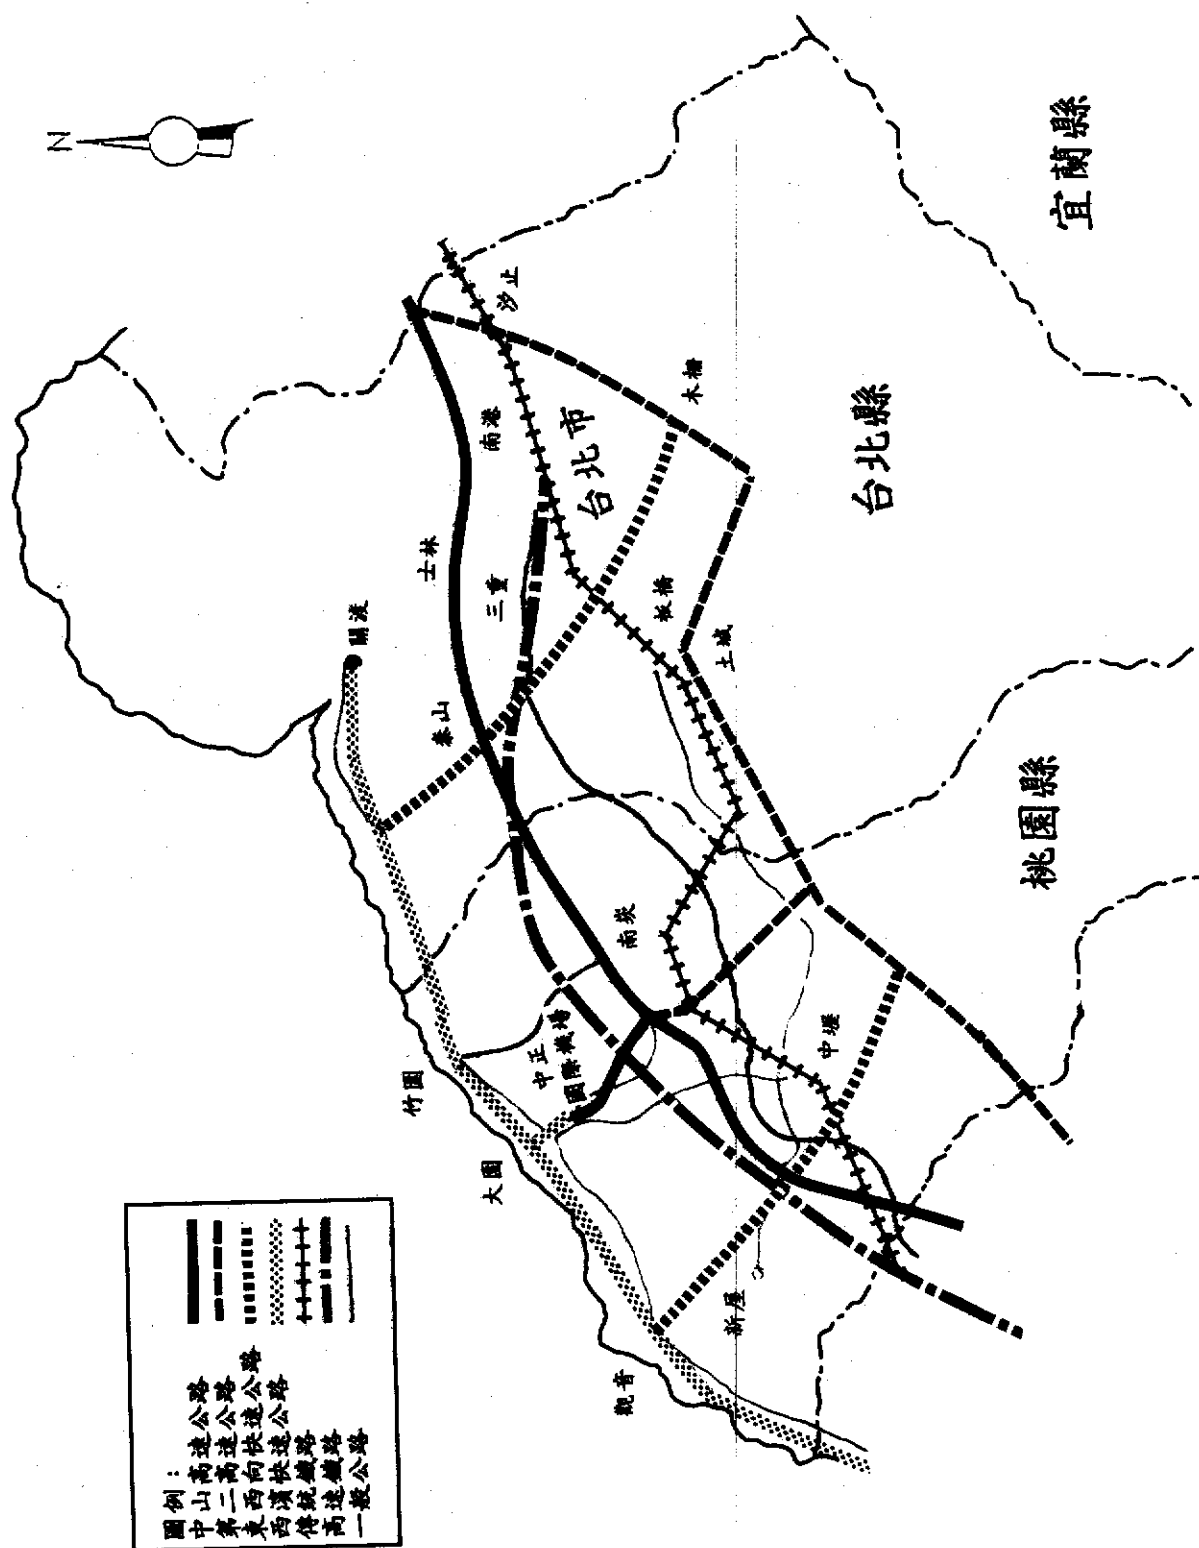 N
宜蘭縣
汐止
木柵
南港
台北市
台北縣
士林
三重
板橋
土城
關渡
泰山
桃園縣
南崁
中正
國際機場
中壢
竹圍
大園
新屋
觀音
圖例：
中山高速公路
第二高速公路
東西向快速公路
西濱快速公路
傳統鐵路
高速鐵路
一般公路